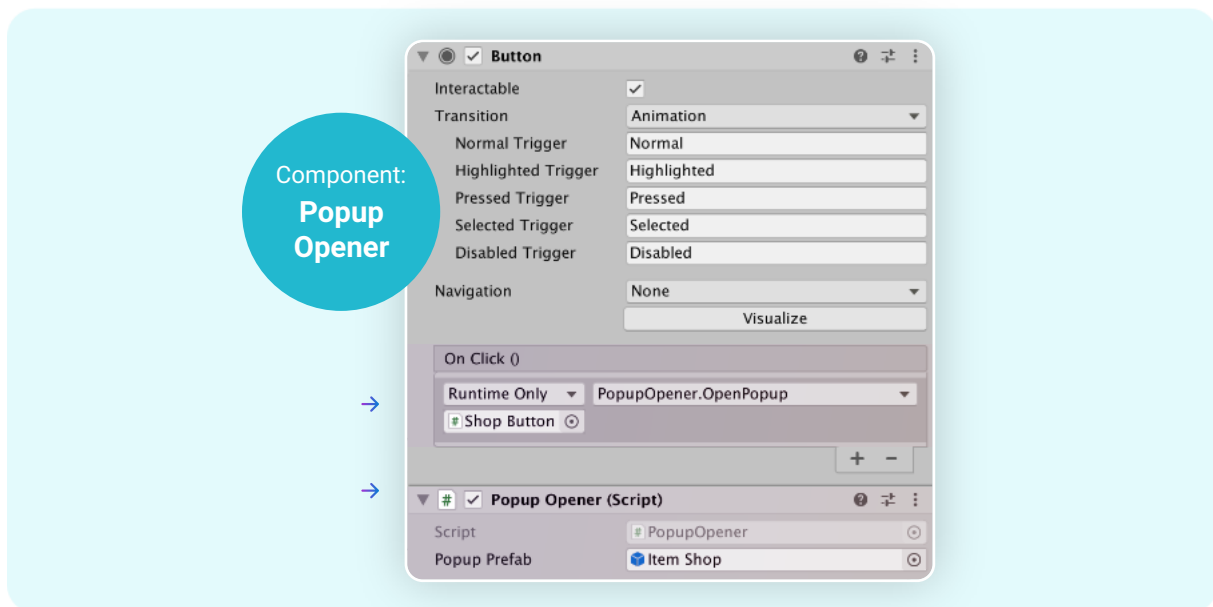 Component:
Popup
Opener
Button
Interactable
Transition Animation
Normal Trigger Normal
Highlighted Trigger Highlighted
Pressed Trigger Pressed
Selected Trigger Selected
Disabled Trigger Disabled
Navigation None
Visualize
On Click ()
Runtime Only PopupOpener.OpenPopup
# Shop Button
+ −
# Popup Opener (Script)
Script # PopupOpener
Popup Prefab Item Shop